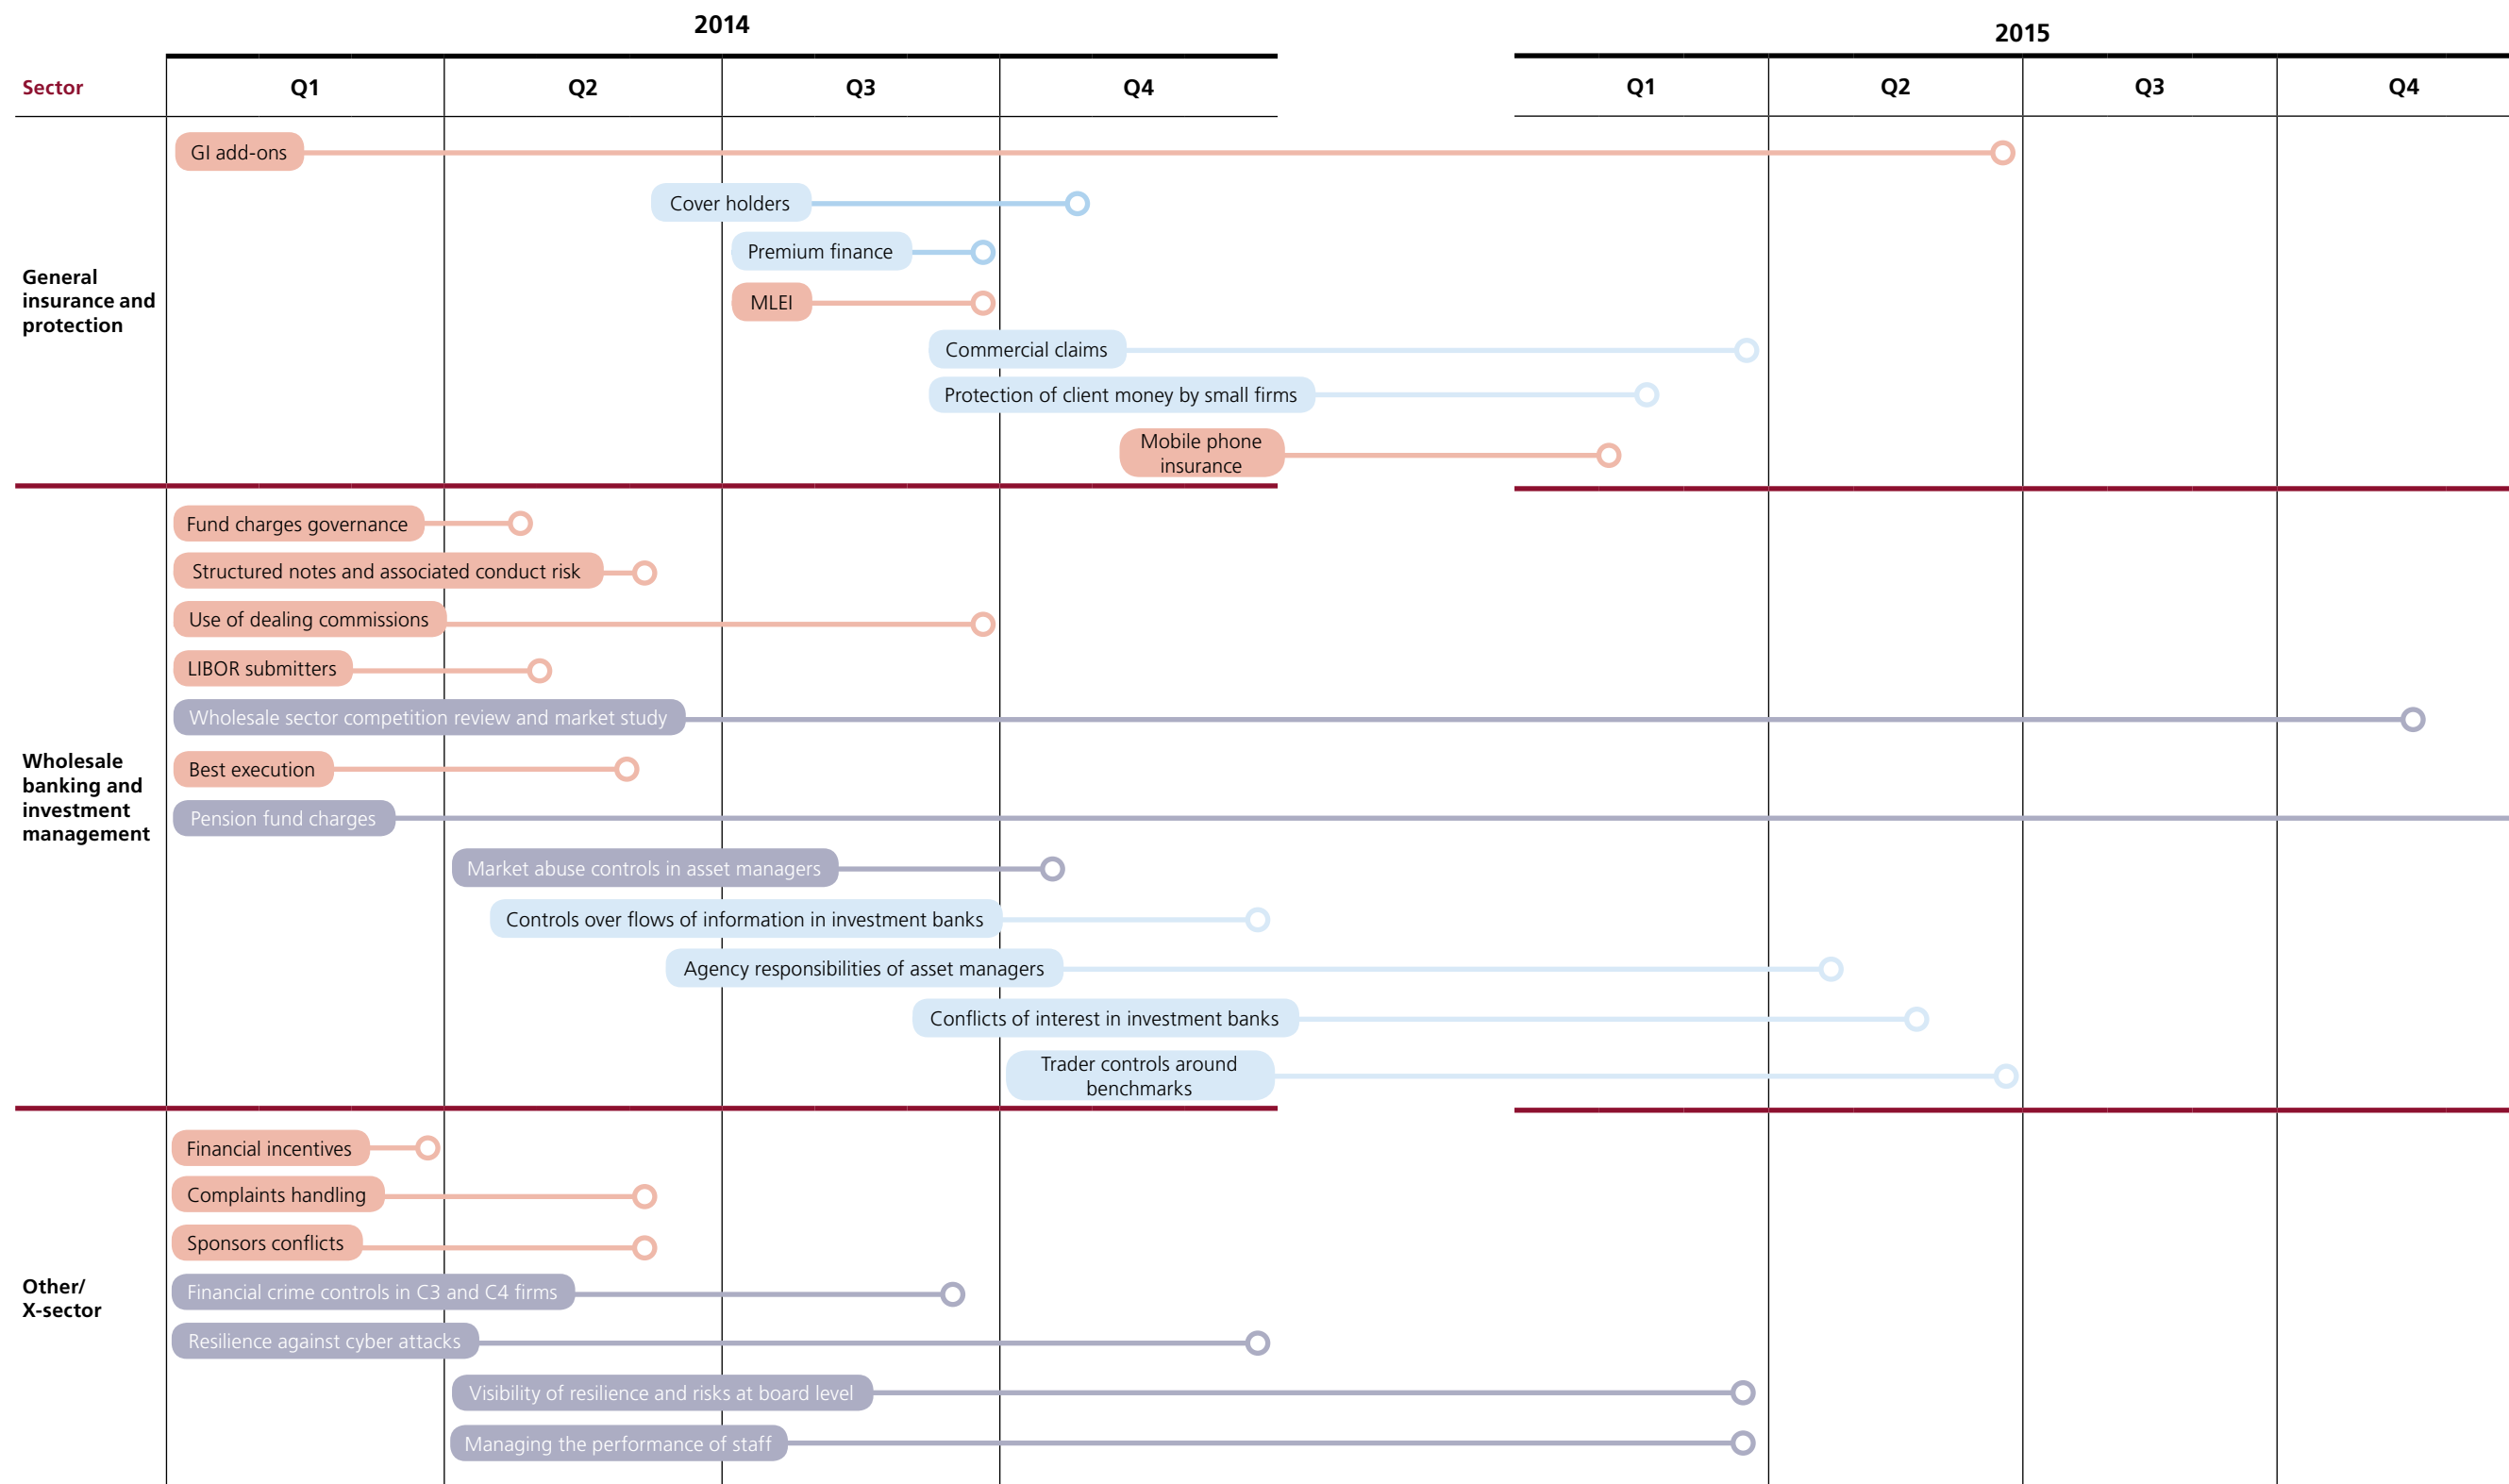 2014
2015
Sector
Q1
Q2
Q3
Q4
Q1
Q2
Q3
Q4
General
insurance and
protection
GI add-ons
Cover holders
Premium finance
MLEI
Commercial claims
Protection of client money by small firms
Mobile phone
insurance
Wholesale
banking and
investment
management
Fund charges governance
Structured notes and associated conduct risk
Use of dealing commissions
LIBOR submitters
Wholesale sector competition review and market study
Best execution
Pension fund charges
Market abuse controls in asset managers
Controls over flows of information in investment banks
Agency responsibilities of asset managers
Conflicts of interest in investment banks
Trader controls around
benchmarks
Other/
X-sector
Financial incentives
Complaints handling
Sponsors conflicts
Financial crime controls in C3 and C4 firms
Resilience against cyber attacks
Visibility of resilience and risks at board level
Managing the performance of staff